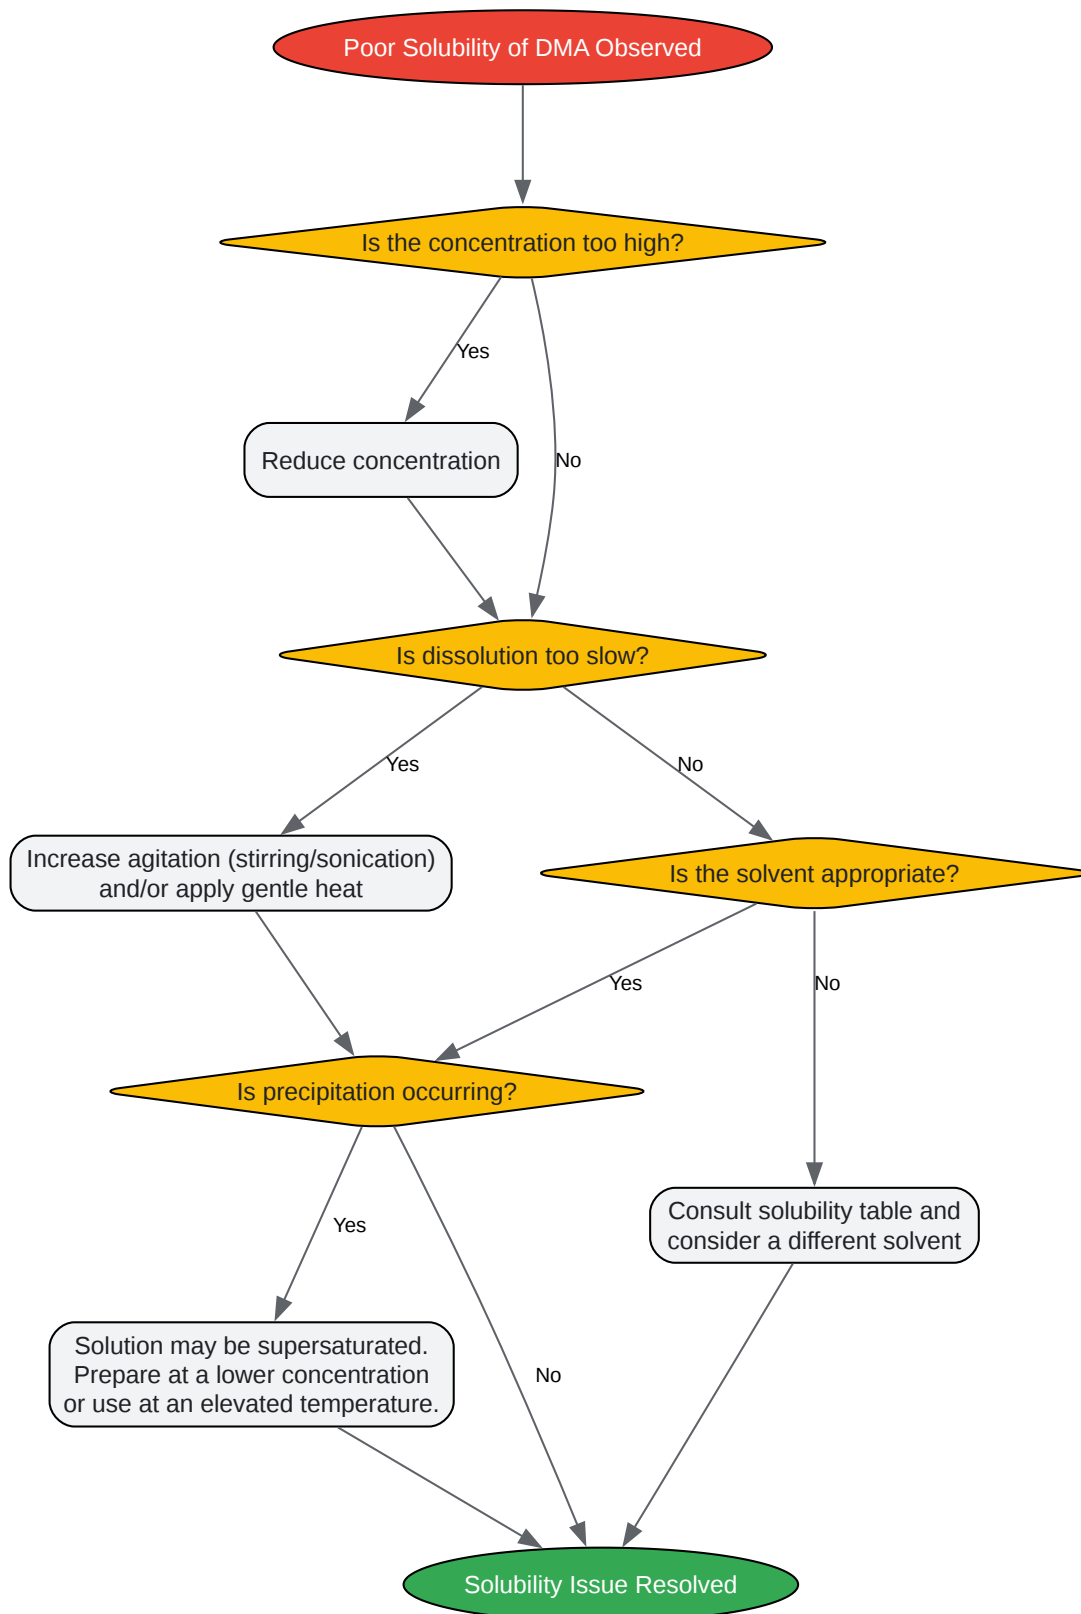 Poor Solubility of DMA Observed
Is the concentration too high?
Yes
Reduce concentration
No
Is dissolution too slow?
Yes
No
Increase agitation (stirring/sonication)
and/or apply gentle heat
Is the solvent appropriate?
Yes
No
Is precipitation occurring?
Yes
Consult solubility table and
consider a different solvent
Solution may be supersaturated.
Prepare at a lower concentration
or use at an elevated temperature.
No
Solubility Issue Resolved